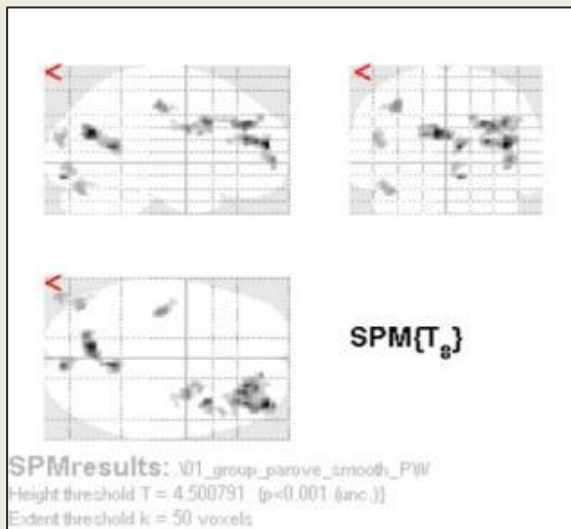 <
<
<
SPM{T₈}
SPMresults: .\01_group_parove_smooth_PW
Height threshold T = 4.500791 {p<0.001 (unc.)}
Extent threshold k = 50 voxels